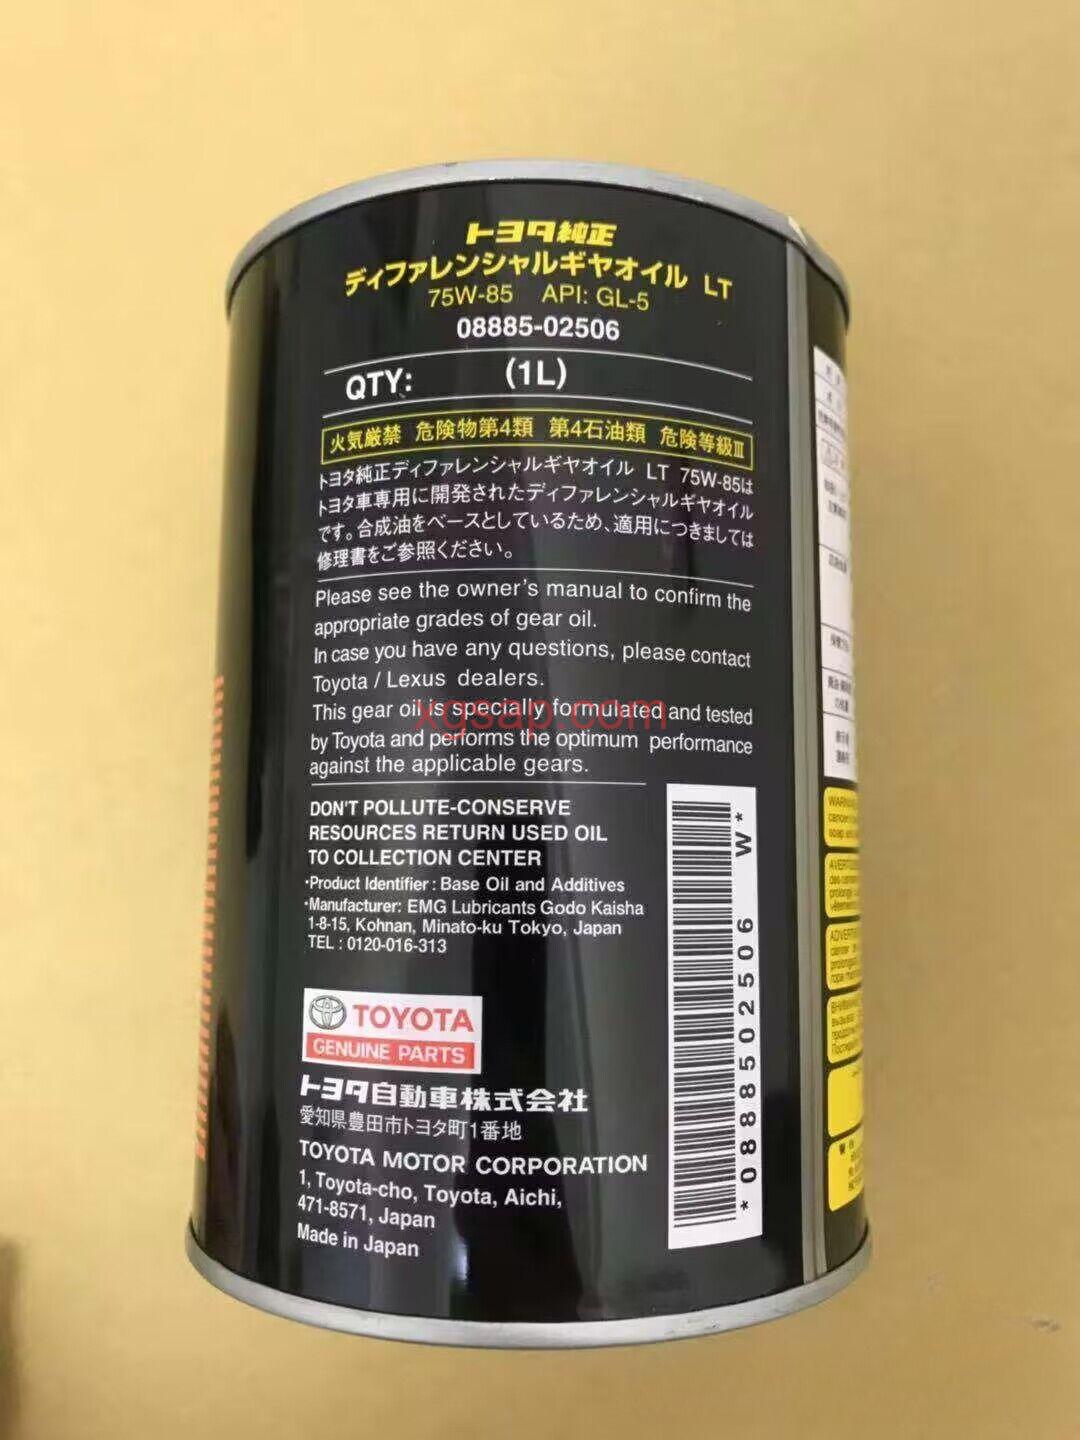 トヨタ純正
ディファレンシャルギヤオイル LT
75W-85 API: GL-5
08885-02506
QTY: (1L)
火気厳禁 危険物第4類 第4石油類 危険等級Ⅲ
トヨタ純正ディファレンシャルギヤオイル LT 75W-85は
トヨタ車専用に開発されたディファレンシャルギヤオイル
です。合成油をベースとしているため、適用につきましては
修理書をご参照ください。
Please see the owner's manual to confirm the
appropriate grades of gear oil.
In case you have any questions, please contact
Toyota / Lexus dealers.
This gear oil is specially formulated and tested
by Toyota and performs the optimum performance
against the applicable gears.
xgsap.com
DON'T POLLUTE-CONSERVE
RESOURCES RETURN USED OIL
TO COLLECTION CENTER
･Product Identifier : Base Oil and Additives
･Manufacturer: EMG Lubricants Godo Kaisha
1-8-15, Kohnan, Minato-ku Tokyo, Japan
TEL : 0120-016-313
*0888502506 W*
TOYOTA
GENUINE PARTS
トヨタ自動車株式会社
愛知県豊田市トヨタ町1番地
TOYOTA MOTOR CORPORATION
1, Toyota-cho, Toyota, Aichi,
471-8571, Japan
Made in Japan